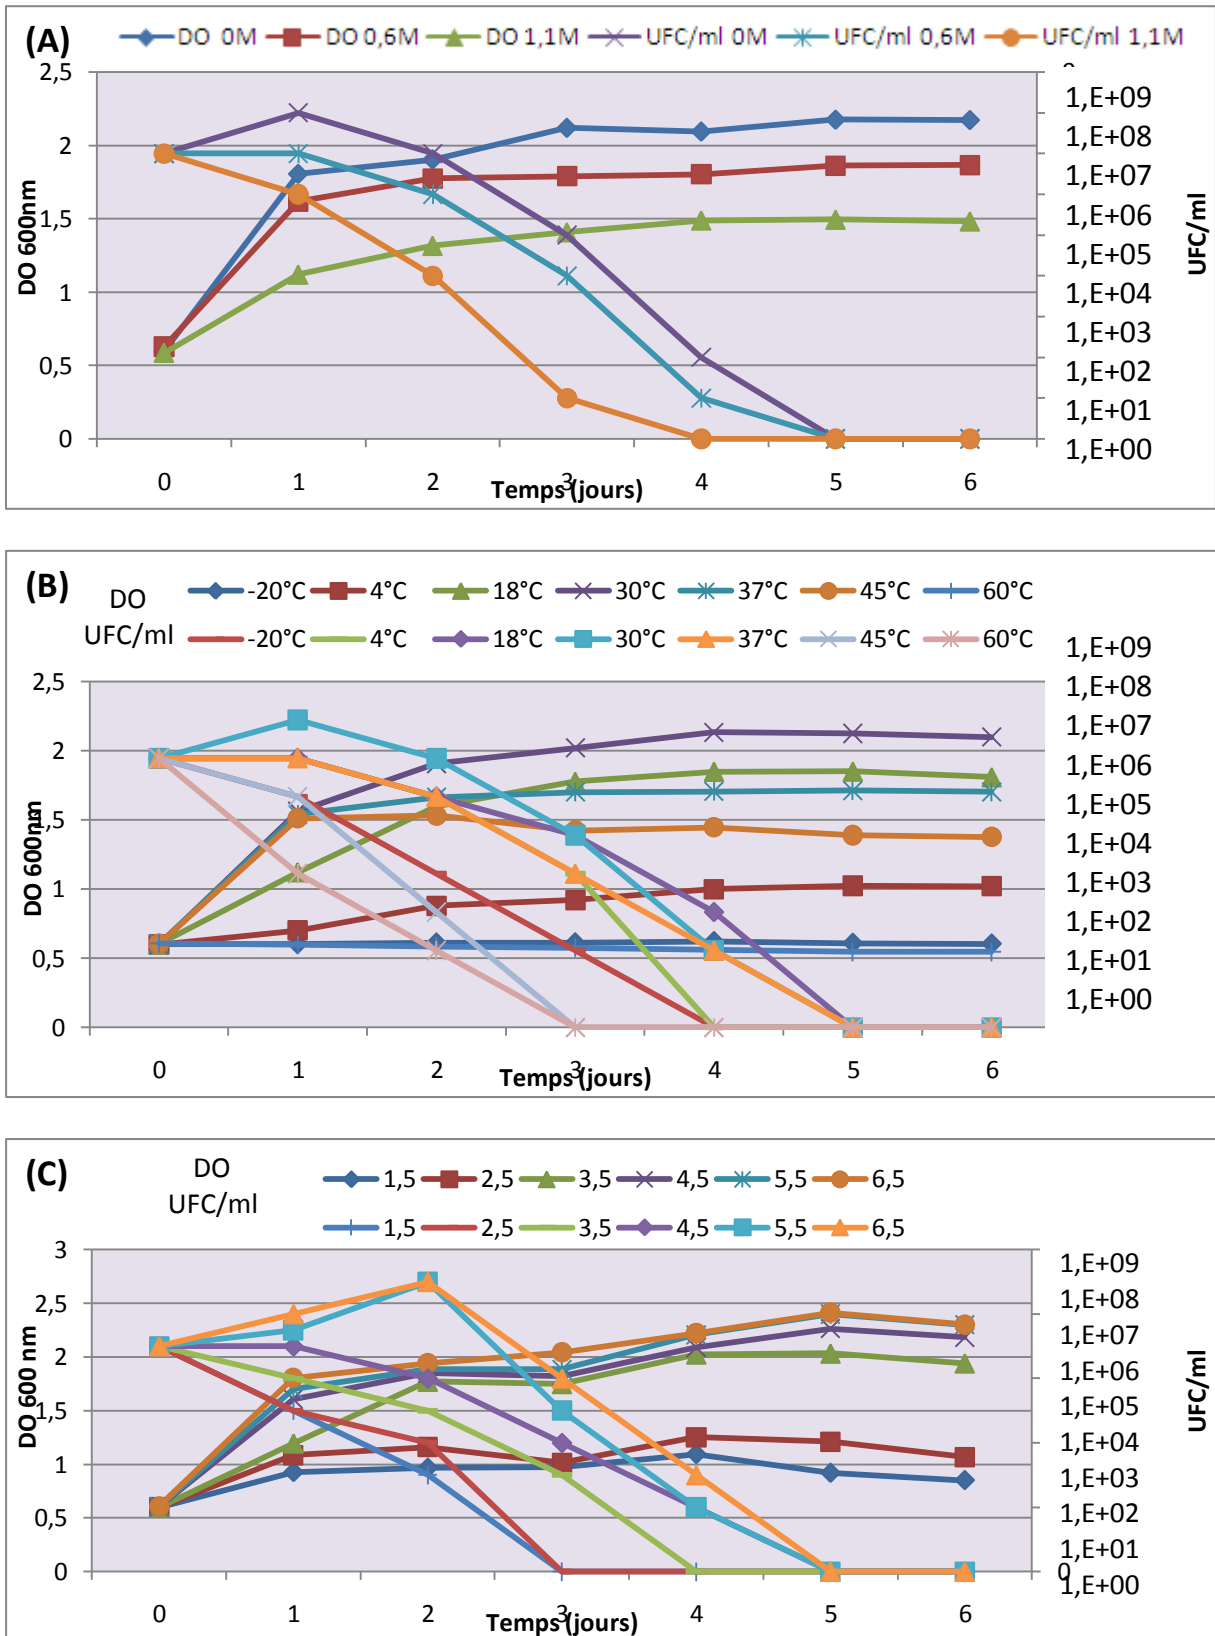 (A)
DO 0M DO 0,6M DO 1,1M UFC/ml 0M UFC/ml 0,6M UFC/ml 1,1M
2,5
2
1,5
1
0,5
0
DO 600nm
1,E+09
1,E+08
1,E+07
1,E+06
1,E+05
1,E+04
1,E+03
1,E+02
1,E+01
1,E+00
UFC/ml
0 1 2 3 4 5 6
Temps (jours)
(B)
DO
UFC/ml
-20°C 4°C 18°C 30°C 37°C 45°C 60°C
-20°C 4°C 18°C 30°C 37°C 45°C 60°C
2,5
2
1,5
1
0,5
0
DO 600nm
1,E+09
1,E+08
1,E+07
1,E+06
1,E+05
1,E+04
1,E+03
1,E+02
1,E+01
1,E+00
0 1 2 3 4 5 6
Temps (jours)
(C)
DO
UFC/ml
1,5 2,5 3,5 4,5 5,5 6,5
1,5 2,5 3,5 4,5 5,5 6,5
3
2,5
2
1,5
1
0,5
0
DO 600 nm
1,E+09
1,E+08
1,E+07
1,E+06
1,E+05
1,E+04
1,E+03
1,E+02
1,E+01
0
1,E+00
UFC/ml
0 1 2 3 4 5 6
Temps (jours)